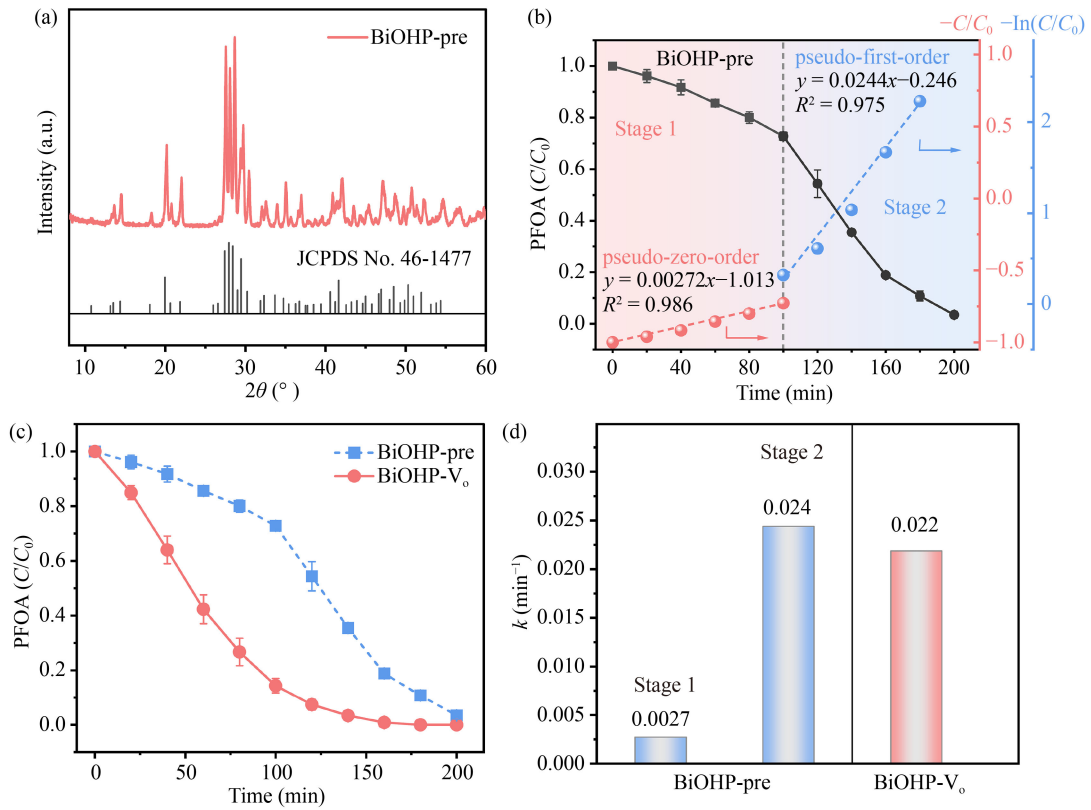 (a)
BiOHP-pre
JCPDS No. 46-1477
Intensity (a.u.)
10 20 30 40 50 60
2θ (°)
(b)
−C/C₀ −In(C/C₀)
BiOHP-pre
pseudo-first-order
y = 0.0244x−0.246
R² = 0.975
Stage 1
Stage 2
pseudo-zero-order
y = 0.00272x−1.013
R² = 0.986
PFOA (C/C₀)
1.0
0.8
0.6
0.4
0.2
0.0
1.0
0.5
0.0
−0.5
−1.0
2
1
0
0 40 80 120 160 200
Time (min)
(c)
BiOHP-pre
BiOHP-Vₒ
PFOA (C/C₀)
1.0
0.8
0.6
0.4
0.2
0.0
0 50 100 150 200
Time (min)
(d)
Stage 2
0.024
0.022
Stage 1
0.0027
k (min⁻¹)
0.030
0.025
0.020
0.015
0.010
0.005
0.000
BiOHP-pre BiOHP-Vₒ